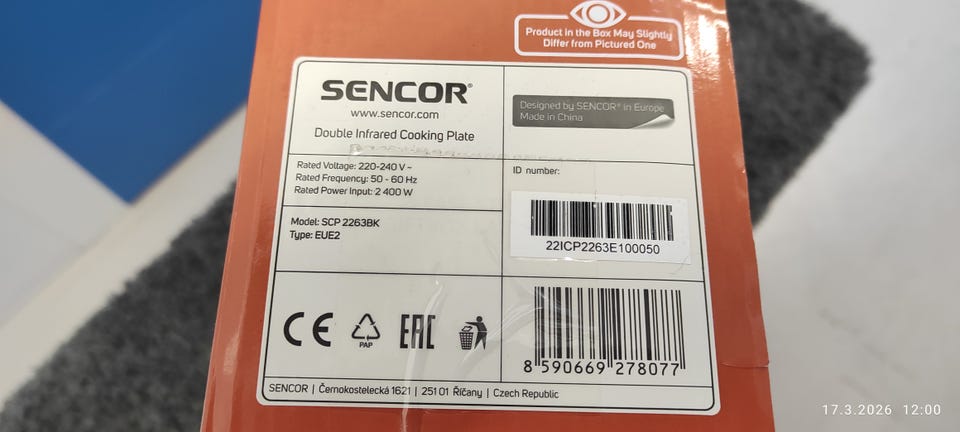 Product in the Box May Slightly
Differ from Pictured One
SENCOR®
www.sencor.com
Double Infrared Cooking Plate
Designed by SENCOR® in Europe
Made in China
Rated Voltage: 220-240 V ~
Rated Frequency: 50 - 60 Hz
Rated Power Input: 2 400 W
ID number:
Model: SCP 2263BK
Type: EUE2
22ICP2263E100050
CE
PAP
EAC
8 590669 278077
SENCOR | Černokostelecká 1621 | 251 01 Říčany | Czech Republic
17.3.2026 12:00